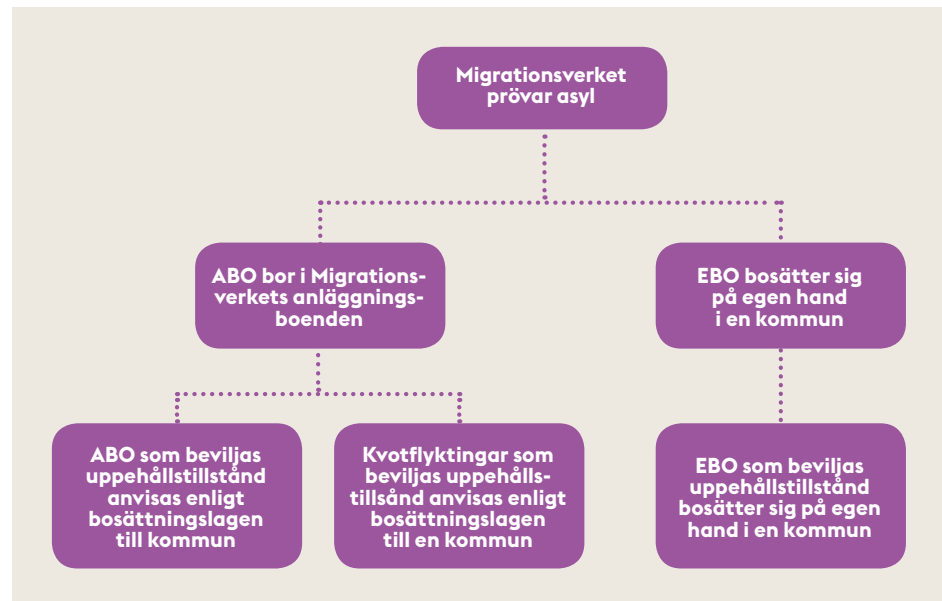 Migrationsverket
prövar asyl
ABO bor i Migrations-
verkets anläggnings-
boenden
EBO bosätter sig
på egen hand
i en kommun
ABO som beviljas
uppehållstillstånd
anvisas enligt
bosättningslagen
till kommun
Kvotflyktingar som
beviljas uppehålls-
tillsånd anvisas enligt
bosättningslagen
till en kommun
EBO som beviljas
uppehållstillstånd
bosätter sig på egen
hand i en kommun